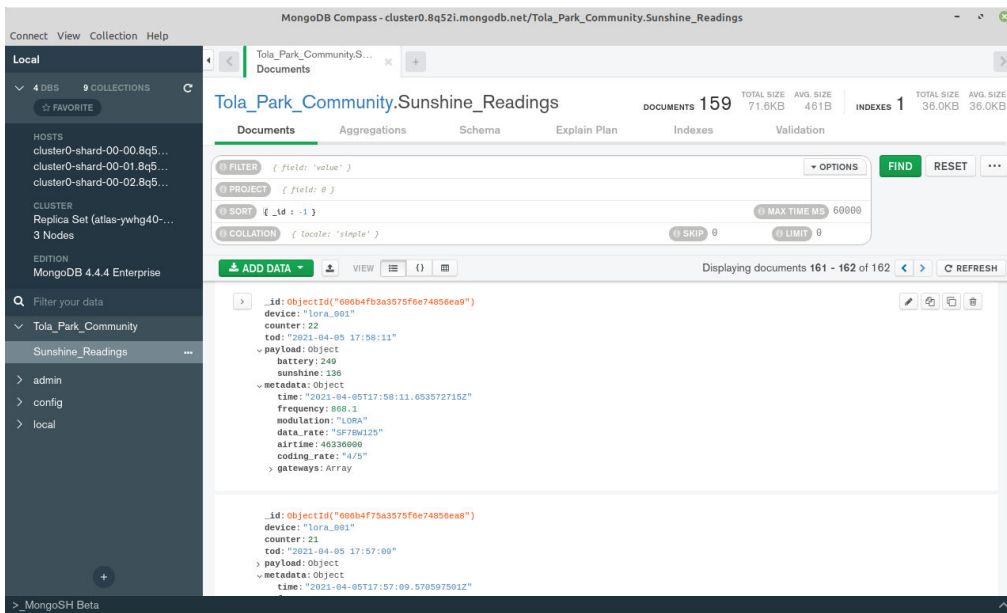 MongoDB Compass - cluster0.8q52i.mongodb.net/Tola_Park_Community.Sunshine_Readings
Connect View Collection Help
Local
4 DBS 9 COLLECTIONS
FAVORITE
HOSTS
cluster0-shard-00-00.8q5...
cluster0-shard-00-01.8q5...
cluster0-shard-00-02.8q5...
CLUSTER
Replica Set (atlas-ywhg40-...
3 Nodes
EDITION
MongoDB 4.4.4 Enterprise
Filter your data
Tola_Park_Community
Sunshine_Readings
admin
config
local
>_MongoSH Beta
Tola_Park_Community.S...
Documents
Tola_Park_Community.Sunshine_Readings
DOCUMENTS 159 TOTAL SIZE 71.6KB AVG. SIZE 461B INDEXES 1 TOTAL SIZE 36.0KB AVG. SIZE 36.0KB
Documents Aggregations Schema Explain Plan Indexes Validation
FILTER { field: 'value' } OPTIONS FIND RESET ...
PROJECT { field: 0 }
SORT { _id : -1 } MAX TIME MS 60000
COLLATION { locale: 'simple' } SKIP 0 LIMIT 0
ADD DATA VIEW {} Displaying documents 161 - 162 of 162 < > REFRESH
_id: ObjectId("606b4fb3a3575f6e74856ea9")
device: "lora_001"
counter: 22
tod: "2021-04-05 17:58:11"
payload: Object
battery: 249
sunshine: 136
metadata: Object
time: "2021-04-05T17:58:11.653572715Z"
frequency: 868.1
modulation: "LORA"
data_rate: "SF7BW125"
airtime: 46336000
coding_rate: "4/5"
gateways: Array
_id: ObjectId("606b4f75a3575f6e74856ea8")
device: "lora_001"
counter: 21
tod: "2021-04-05 17:57:09"
payload: Object
metadata: Object
time: "2021-04-05T17:57:09.570597501Z"